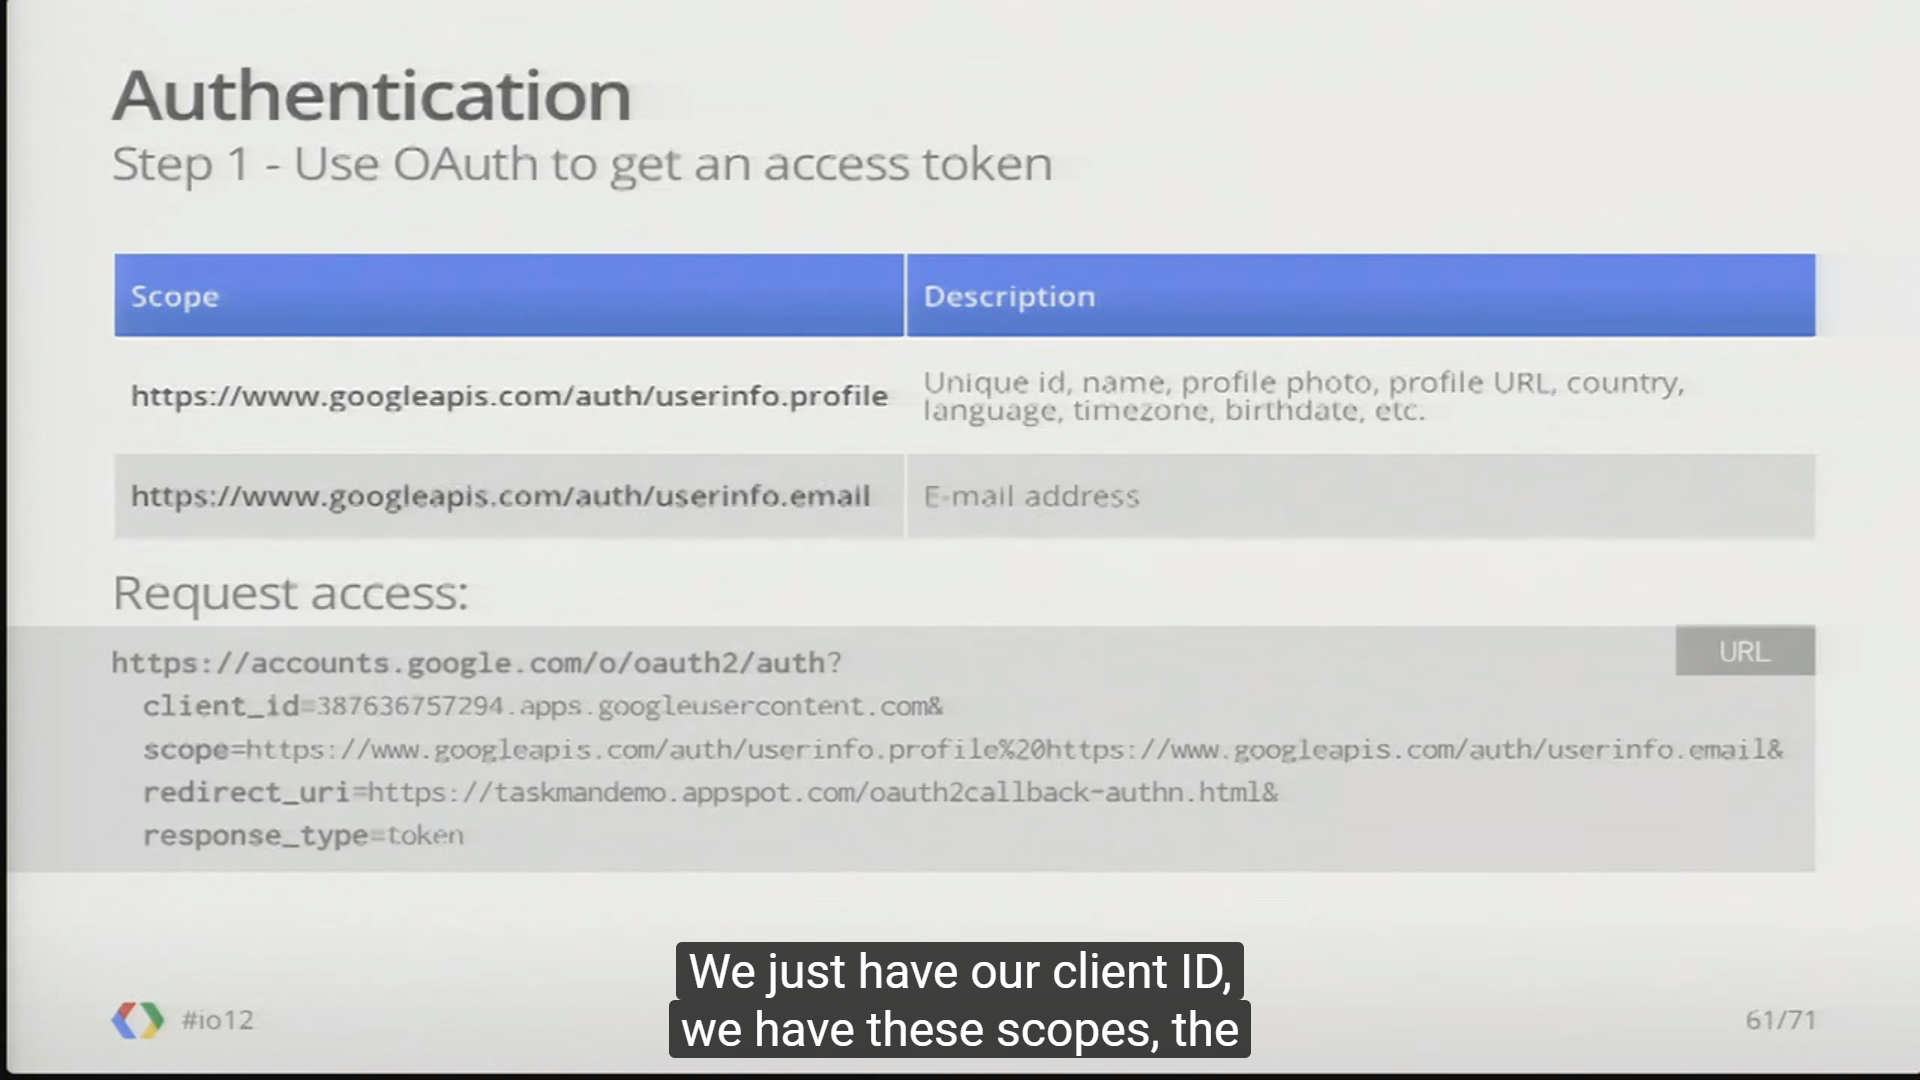 Authentication
Step 1 - Use OAuth to get an access token
Scope
Description
https://www.googleapis.com/auth/userinfo.profile
Unique id, name, profile photo, profile URL, country,
language, timezone, birthdate, etc.
https://www.googleapis.com/auth/userinfo.email
E-mail address
Request access:
URL
https://accounts.google.com/o/oauth2/auth?
client_id=387636757294.apps.googleusercontent.com&
scope=https://www.googleapis.com/auth/userinfo.profile%20https://www.googleapis.com/auth/userinfo.email&
redirect_uri=https://taskmandemo.appspot.com/oauth2callback-authn.html&
response_type=token
We just have our client ID,
we have these scopes, the
#io12
61/71